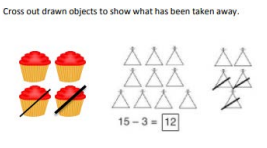 Cross out drawn objects to show what has been taken away.
15 – 3 = 12